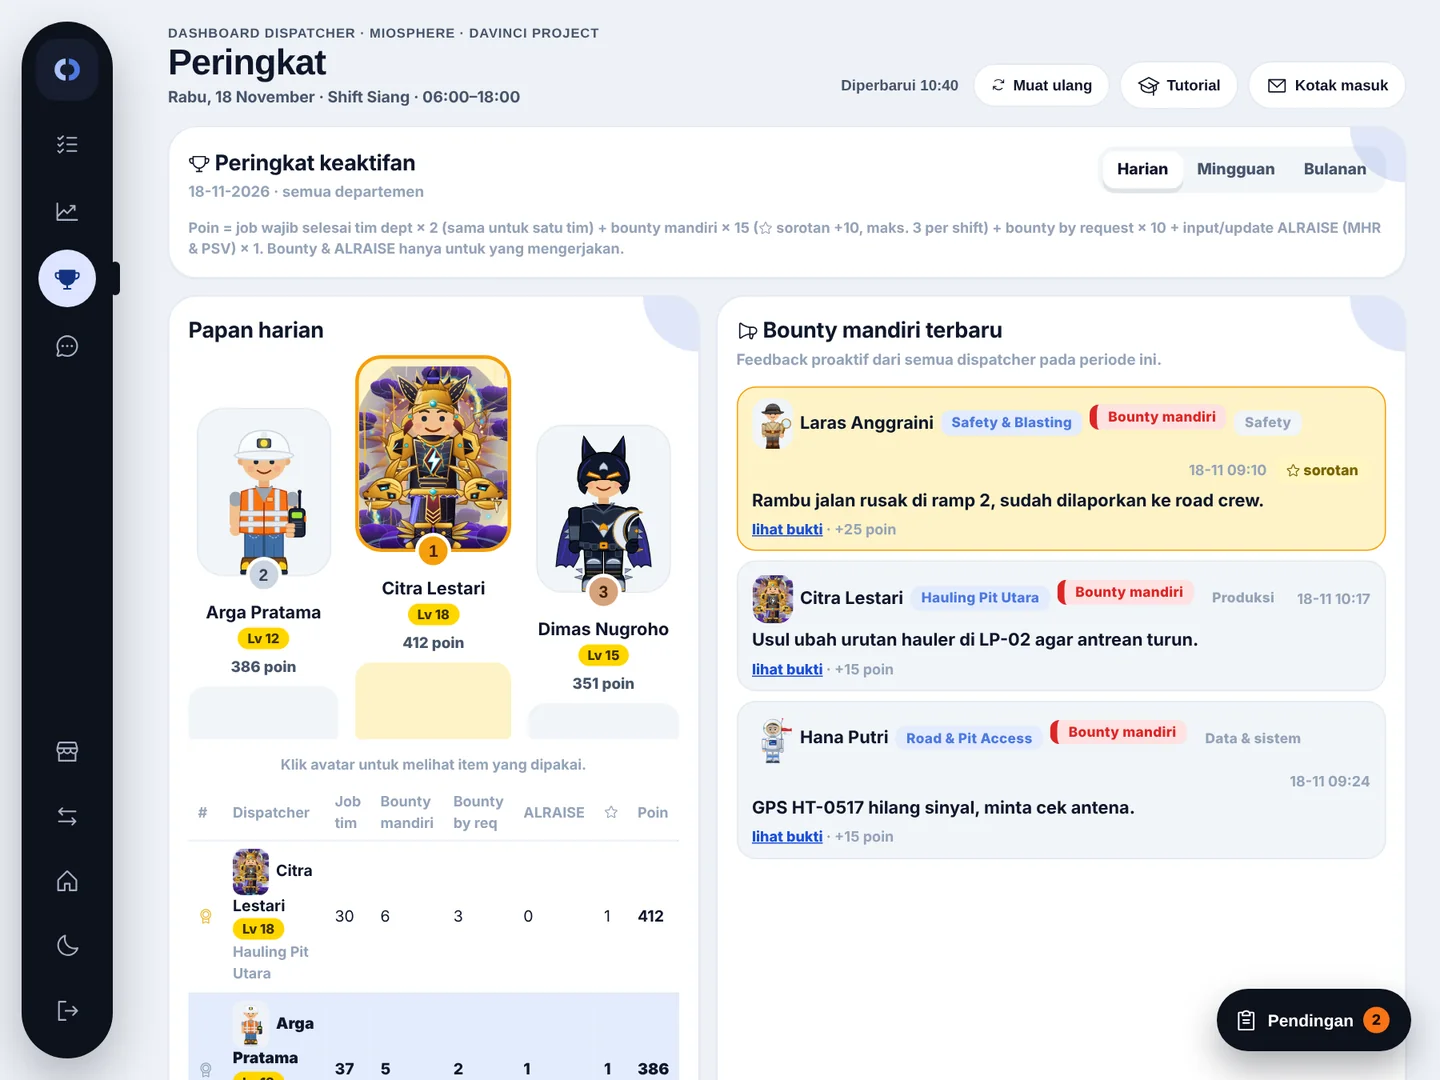 DASHBOARD DISPATCHER · MIOSPHERE · DAVINCI PROJECT
Peringkat
Rabu, 18 November · Shift Siang · 06:00–18:00
Diperbarui 10:40
Muat ulang
Tutorial
Kotak masuk
Peringkat keaktifan
18-11-2026 · semua departemen
Harian
Mingguan
Bulanan
Poin = job wajib selesai tim dept × 2 (sama untuk satu tim) + bounty mandiri × 15 (☆ sorotan +10, maks. 3 per shift) + bounty by request × 10 + input/update ALRAISE (MHR
& PSV) × 1. Bounty & ALRAISE hanya untuk yang mengerjakan.
Papan harian
2
Arga Pratama
Lv 12
386 poin
1
Citra Lestari
Lv 18
412 poin
3
Dimas Nugroho
Lv 15
351 poin
Klik avatar untuk melihat item yang dipakai.
# Dispatcher Job tim Bounty mandiri Bounty by req ALRAISE ☆ Poin
Citra
Lestari
Lv 18
Hauling Pit
Utara
30 6 3 0 1 412
Arga
Pratama
37 5 2 1 1 386
Bounty mandiri terbaru
Feedback proaktif dari semua dispatcher pada periode ini.
Laras Anggraini Safety & Blasting Bounty mandiri Safety
18-11 09:10 ☆ sorotan
Rambu jalan rusak di ramp 2, sudah dilaporkan ke road crew.
lihat bukti · +25 poin
Citra Lestari Hauling Pit Utara Bounty mandiri Produksi 18-11 10:17
Usul ubah urutan hauler di LP-02 agar antrean turun.
lihat bukti · +15 poin
Hana Putri Road & Pit Access Bounty mandiri Data & sistem
18-11 09:24
GPS HT-0517 hilang sinyal, minta cek antena.
lihat bukti · +15 poin
Pendingan 2